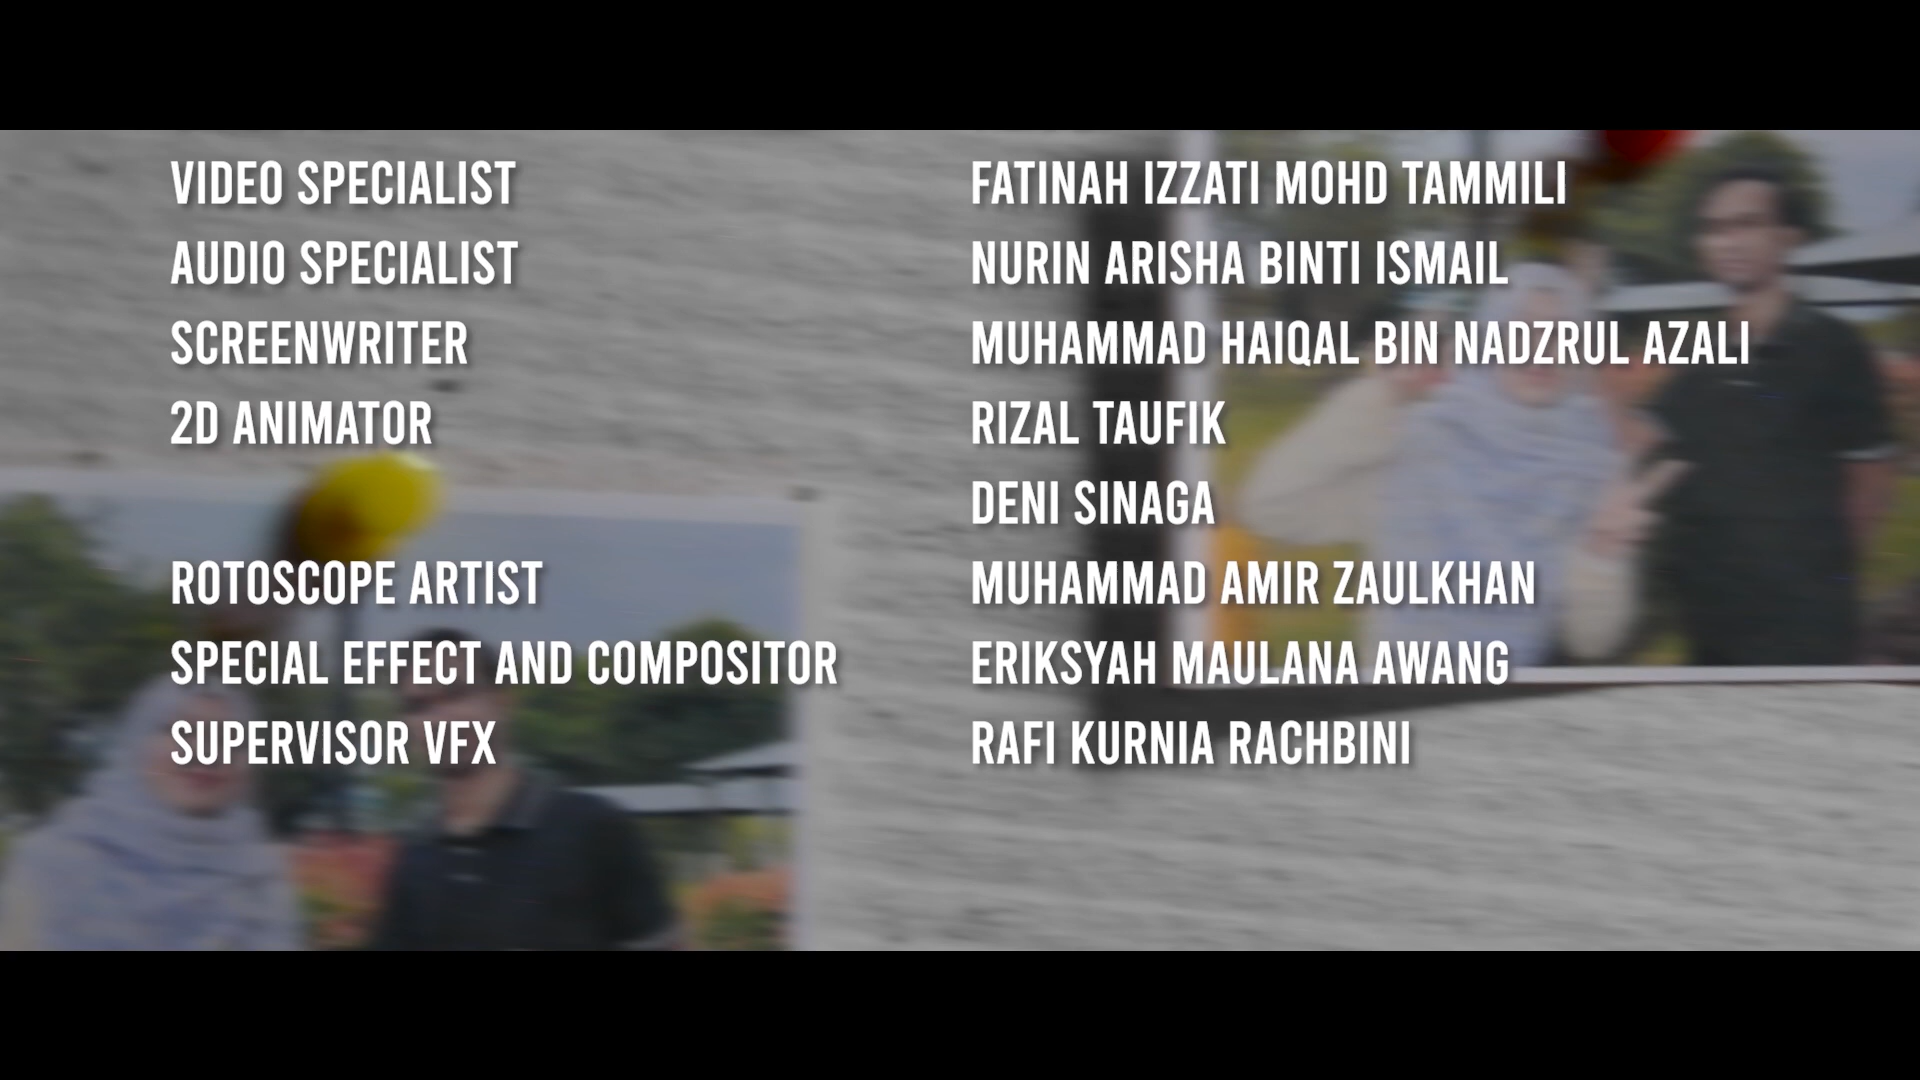 VIDEO SPECIALIST FATINAH IZZATI MOHD TAMMILI
AUDIO SPECIALIST NURIN ARISHA BINTI ISMAIL
SCREENWRITER MUHAMMAD HAIQAL BIN NADZRUL AZALI
2D ANIMATOR RIZAL TAUFIK
DENI SINAGA
ROTOSCOPE ARTIST MUHAMMAD AMIR ZAULKHAN
SPECIAL EFFECT AND COMPOSITOR ERIKSYAH MAULANA AWANG
SUPERVISOR VFX RAFI KURNIA RACHBINI